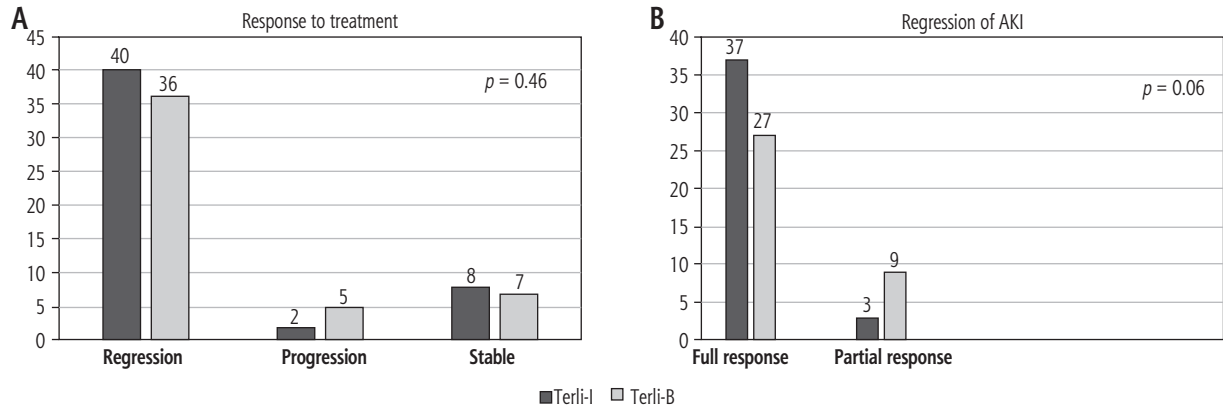 A
Response to treatment
45
40
35
30
25
20
15
10
5
0
40
36
2
5
8
7
p = 0.46
Regression
Progression
Stable
B
Regression of AKI
40
35
30
25
20
15
10
5
0
37
27
3
9
p = 0.06
Full response
Partial response
Terli-I
Terli-B